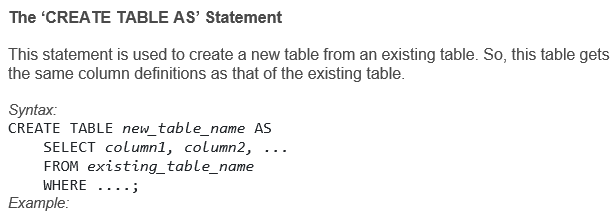 The ‘CREATE TABLE AS’ Statement
This statement is used to create a new table from an existing table. So, this table gets
the same column definitions as that of the existing table.
Syntax:
CREATE TABLE new_table_name AS
    SELECT column1, column2, ...
    FROM existing_table_name
    WHERE ....;
Example: